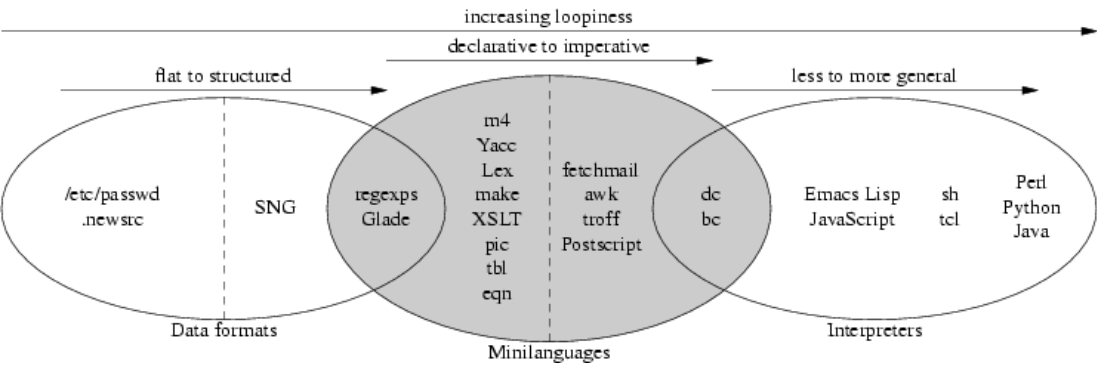 increasing loopiness
declarative to imperative
flat to structured
less to more general
/etc/passwd
.newsrc
SNG
regexps
Glade
m4
Yacc
Lex
make
XSLT
pic
tbl
eqn
fetchmail
awk
troff
Postscript
dc
bc
Emacs Lisp
JavaScript
sh
tcl
Perl
Python
Java
Data formats
Minilanguages
Interpreters